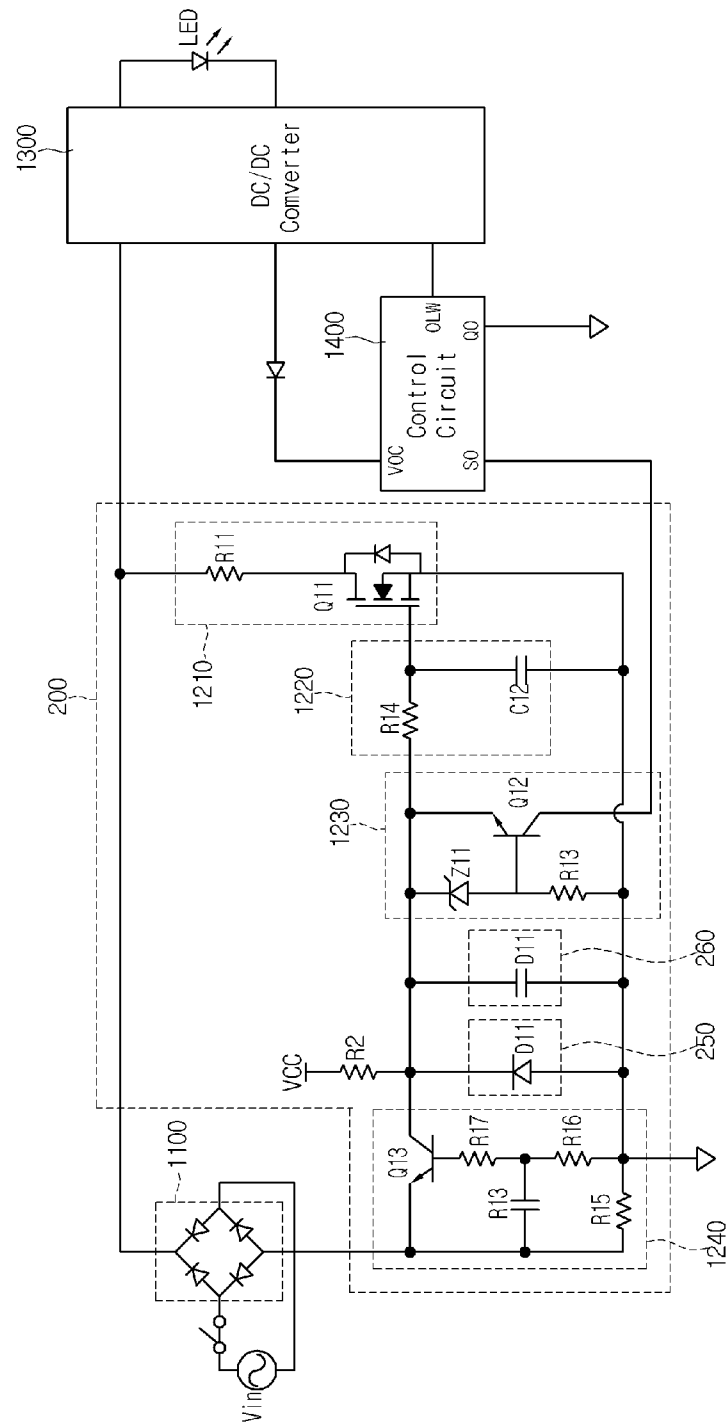 200
1300
LED
1100
VCC
R2
1210
R11
Q11
DC/DC
Comverter
1220
R14
C12
1230
Z11
Q12
R13
1400
VOC
OLW
Control
Circuit
SO
QO
Vin
Q13
R17
R13
R16
R15
D11
D11
1240
250
260